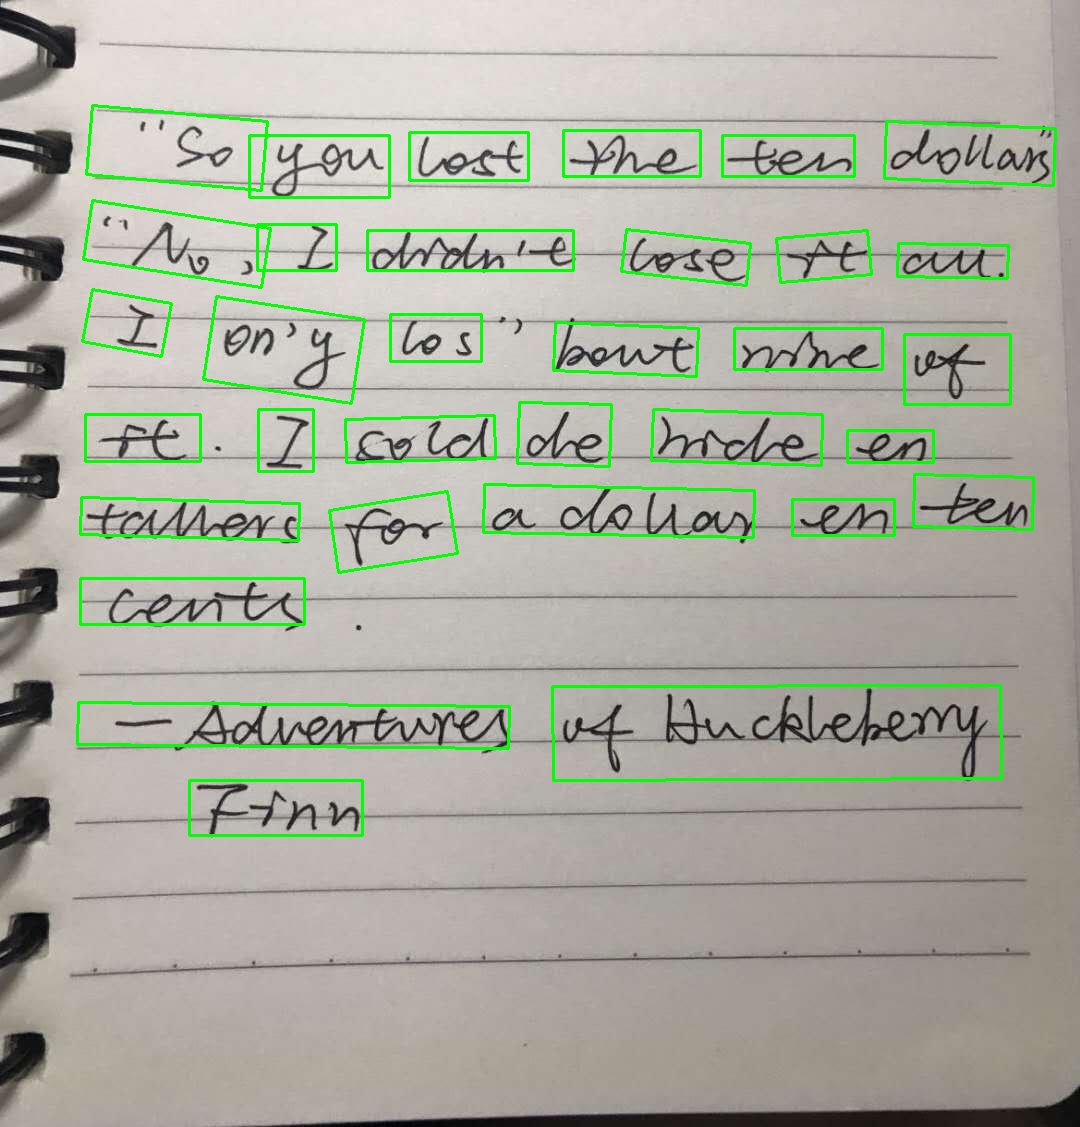 "So you lost the ten dollars"
"No, I didn't lose it all.
I on'y los" bout nine of
it. I sold de hide en
tallers for a dollar en ten
cents.
— Adventures of Huckleberry
Finn